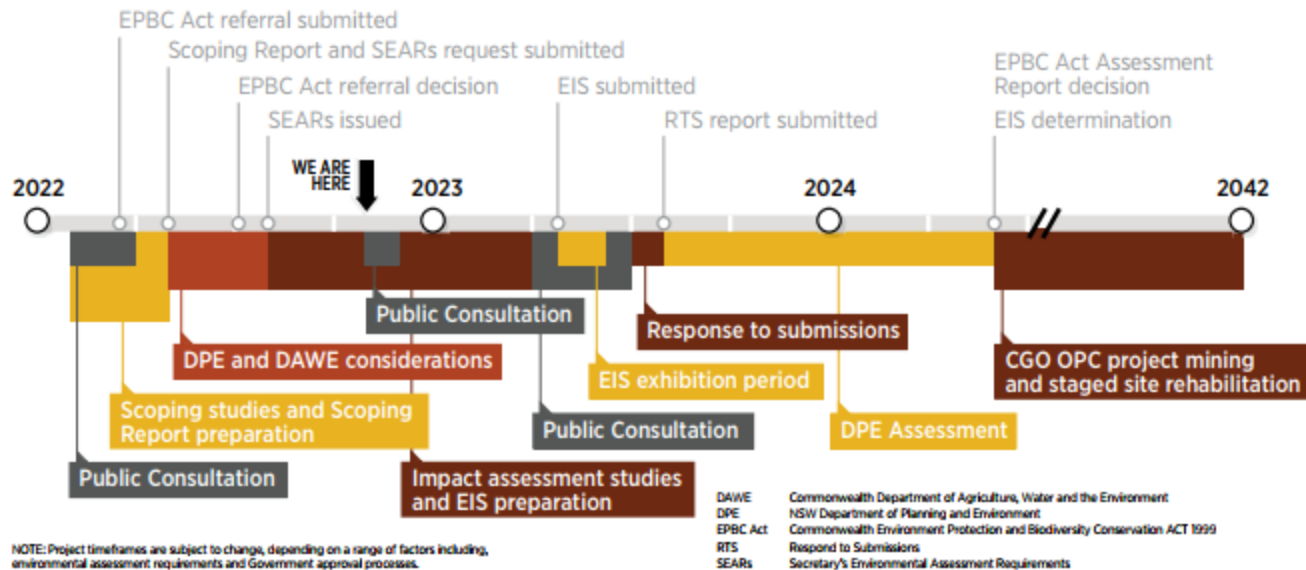 EPBC Act referral submitted
Scoping Report and SEARs request submitted
EPBC Act referral decision
SEARs issued
EIS submitted
RTS report submitted
EPBC Act Assessment
Report decision
EIS determination
WE ARE
HERE
2022
2023
2024
2042
Public Consultation
Response to submissions
DPE and DAWE considerations
CGO OPC project mining
and staged site rehabilitation
EIS exhibition period
Scoping studies and Scoping
Report preparation
Public Consultation
DPE Assessment
Public Consultation
Impact assessment studies
and EIS preparation
DAWE Commonwealth Department of Agriculture, Water and the Environment
DPE NSW Department of Planning and Environment
EPBC Act Commonwealth Environment Protection and Biodiversity Conservation ACT 1999
RTS Respond to Submissions
SEARs Secretary's Environmental Assessment Requirements
NOTE: Project timeframes are subject to change, depending on a range of factors including,
environmental assessment requirements and Government approval processes.